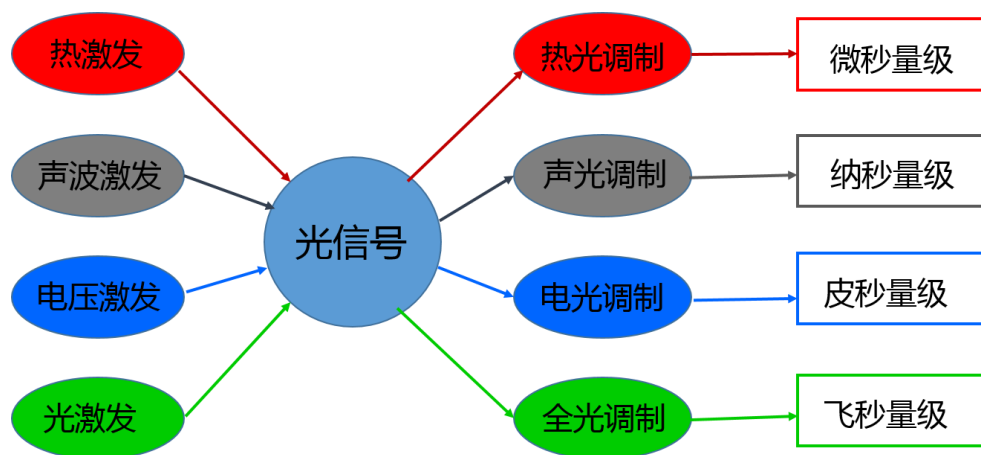 热激发
热光调制
微秒量级
声波激发
声光调制
纳秒量级
光信号
电压激发
电光调制
皮秒量级
光激发
全光调制
飞秒量级